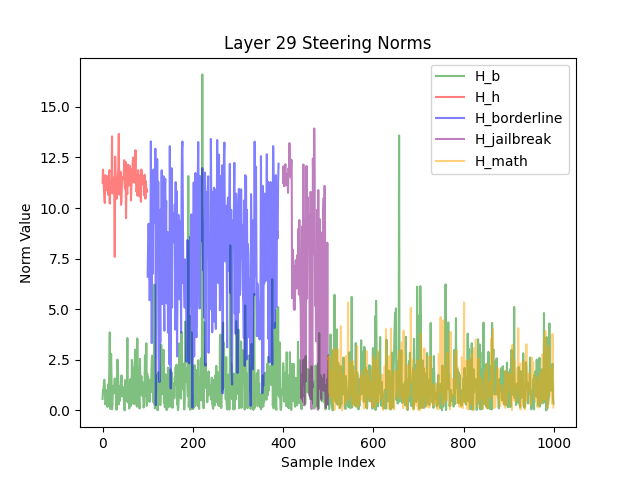 Layer 29 Steering Norms
H_b
H_h
H_borderline
H_jailbreak
H_math
Norm Value
15.0
12.5
10.0
7.5
5.0
2.5
0.0
0
200
400
600
800
1000
Sample Index